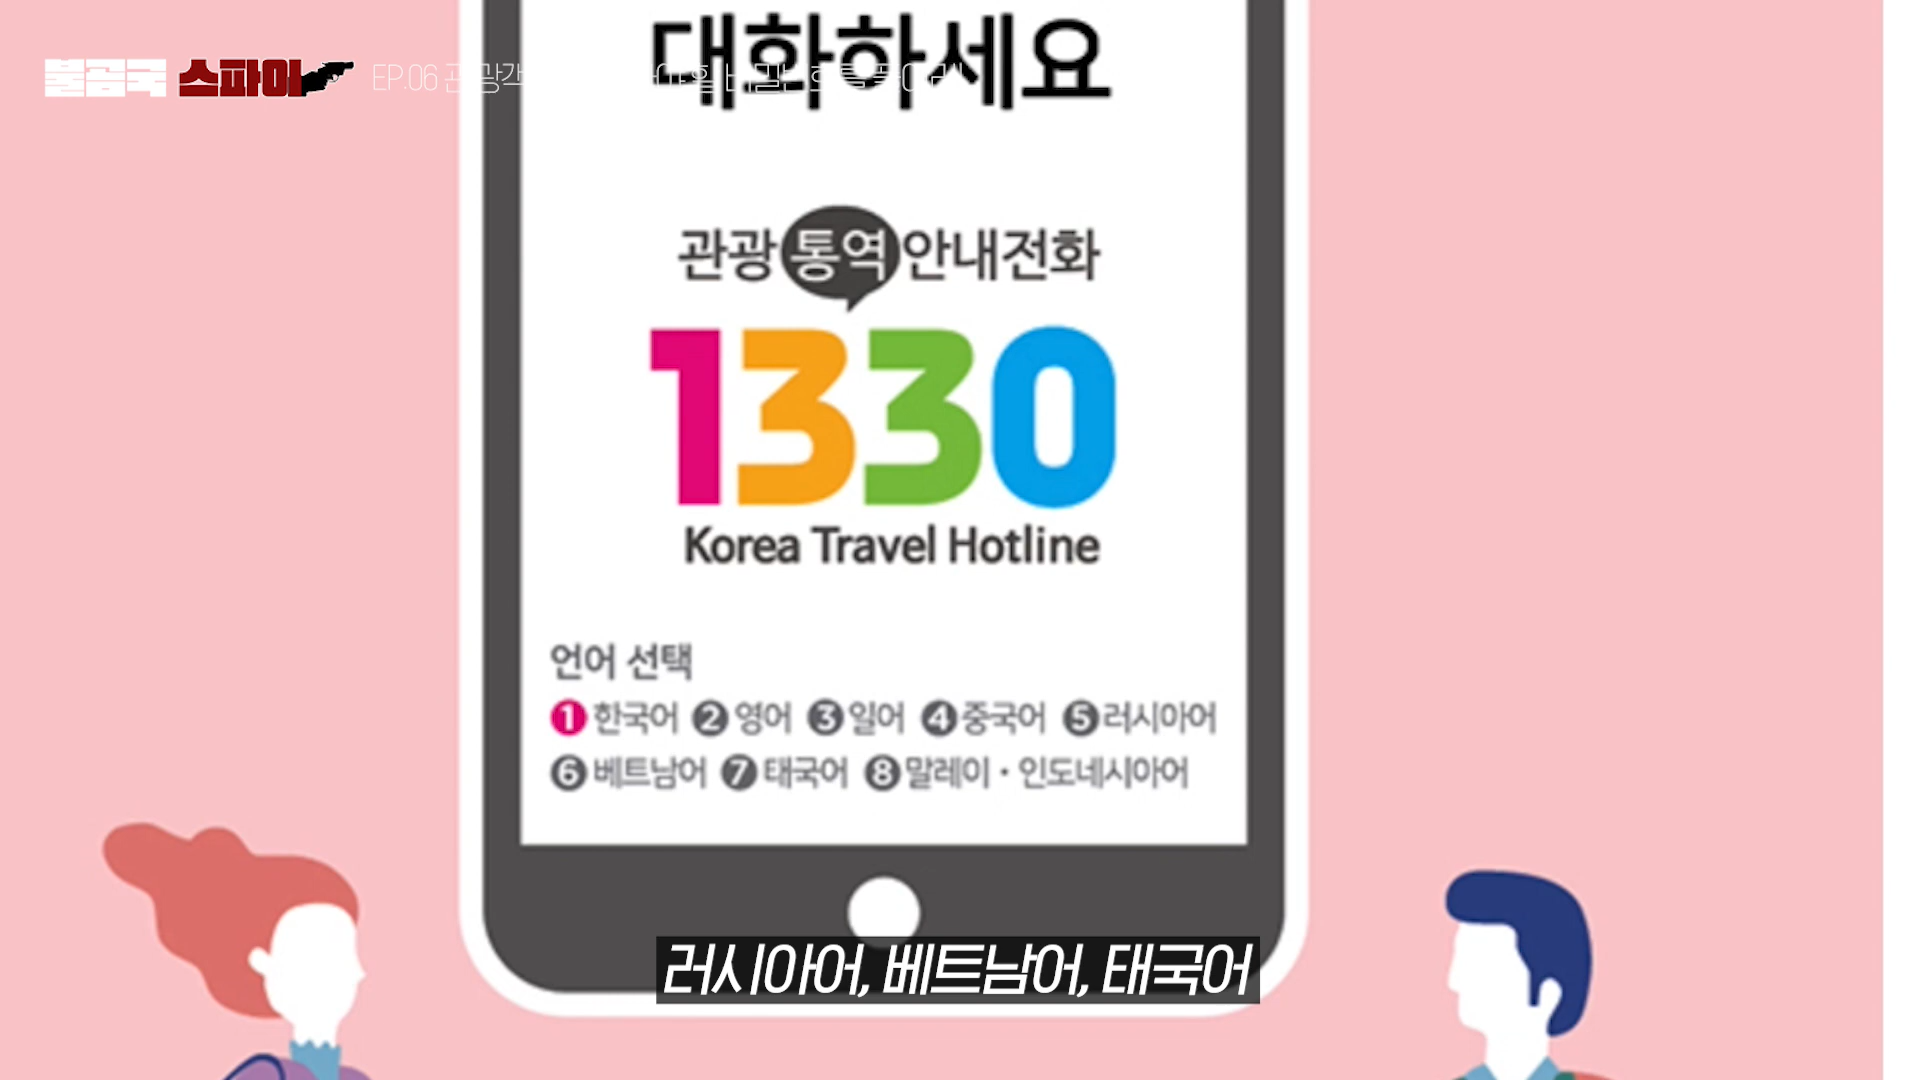 대화하세요
불곰국 스파이 EP.06
관광통역안내전화
1330
Korea Travel Hotline
언어 선택
1 한국어 2 영어 3 일어 4 중국어 5 러시아어
6 베트남어 7 태국어 8 말레이・인도네시아어
러시아어, 베트남어, 태국어